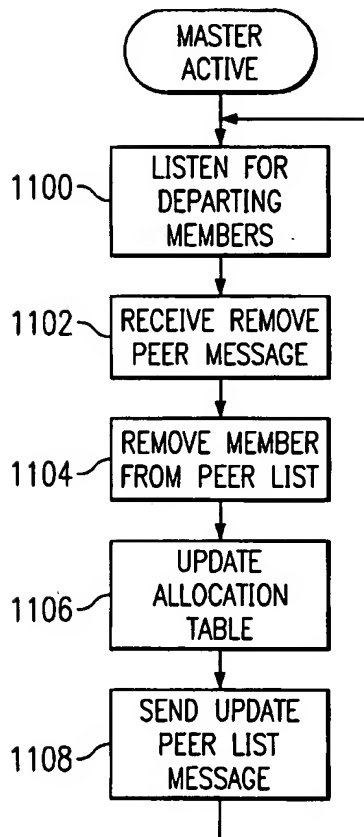 MASTER
ACTIVE
1100
LISTEN FOR
DEPARTING
MEMBERS
1102
RECEIVE REMOVE
PEER MESSAGE
1104
REMOVE MEMBER
FROM PEER LIST
1106
UPDATE
ALLOCATION
TABLE
1108
SEND UPDATE
PEER LIST
MESSAGE